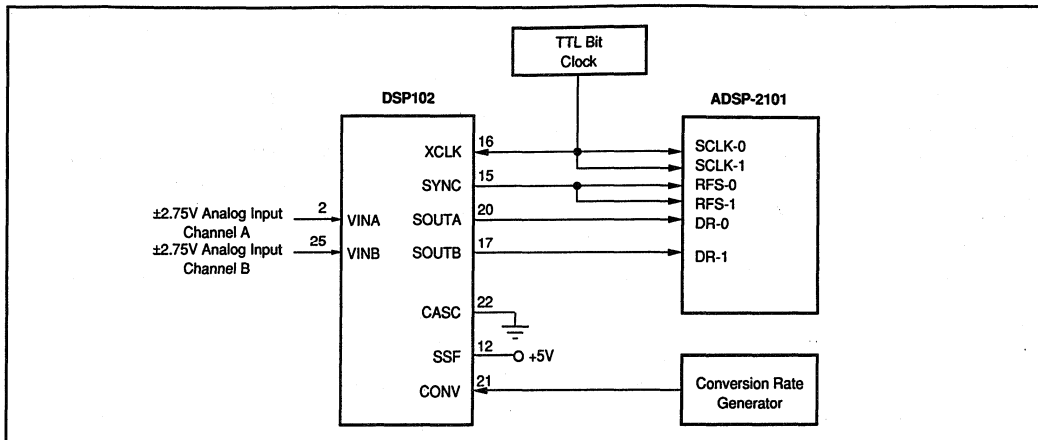 TTL Bit
Clock
DSP102
ADSP-2101
XCLK
16
SCLK-0
SCLK-1
SYNC
15
RFS-0
RFS-1
±2.75V Analog Input
Channel A
2
VINA
SOUTA
20
DR-0
±2.75V Analog Input
Channel B
25
VINB
SOUTB
17
DR-1
CASC
22
SSF
12
+5V
CONV
21
Conversion Rate
Generator